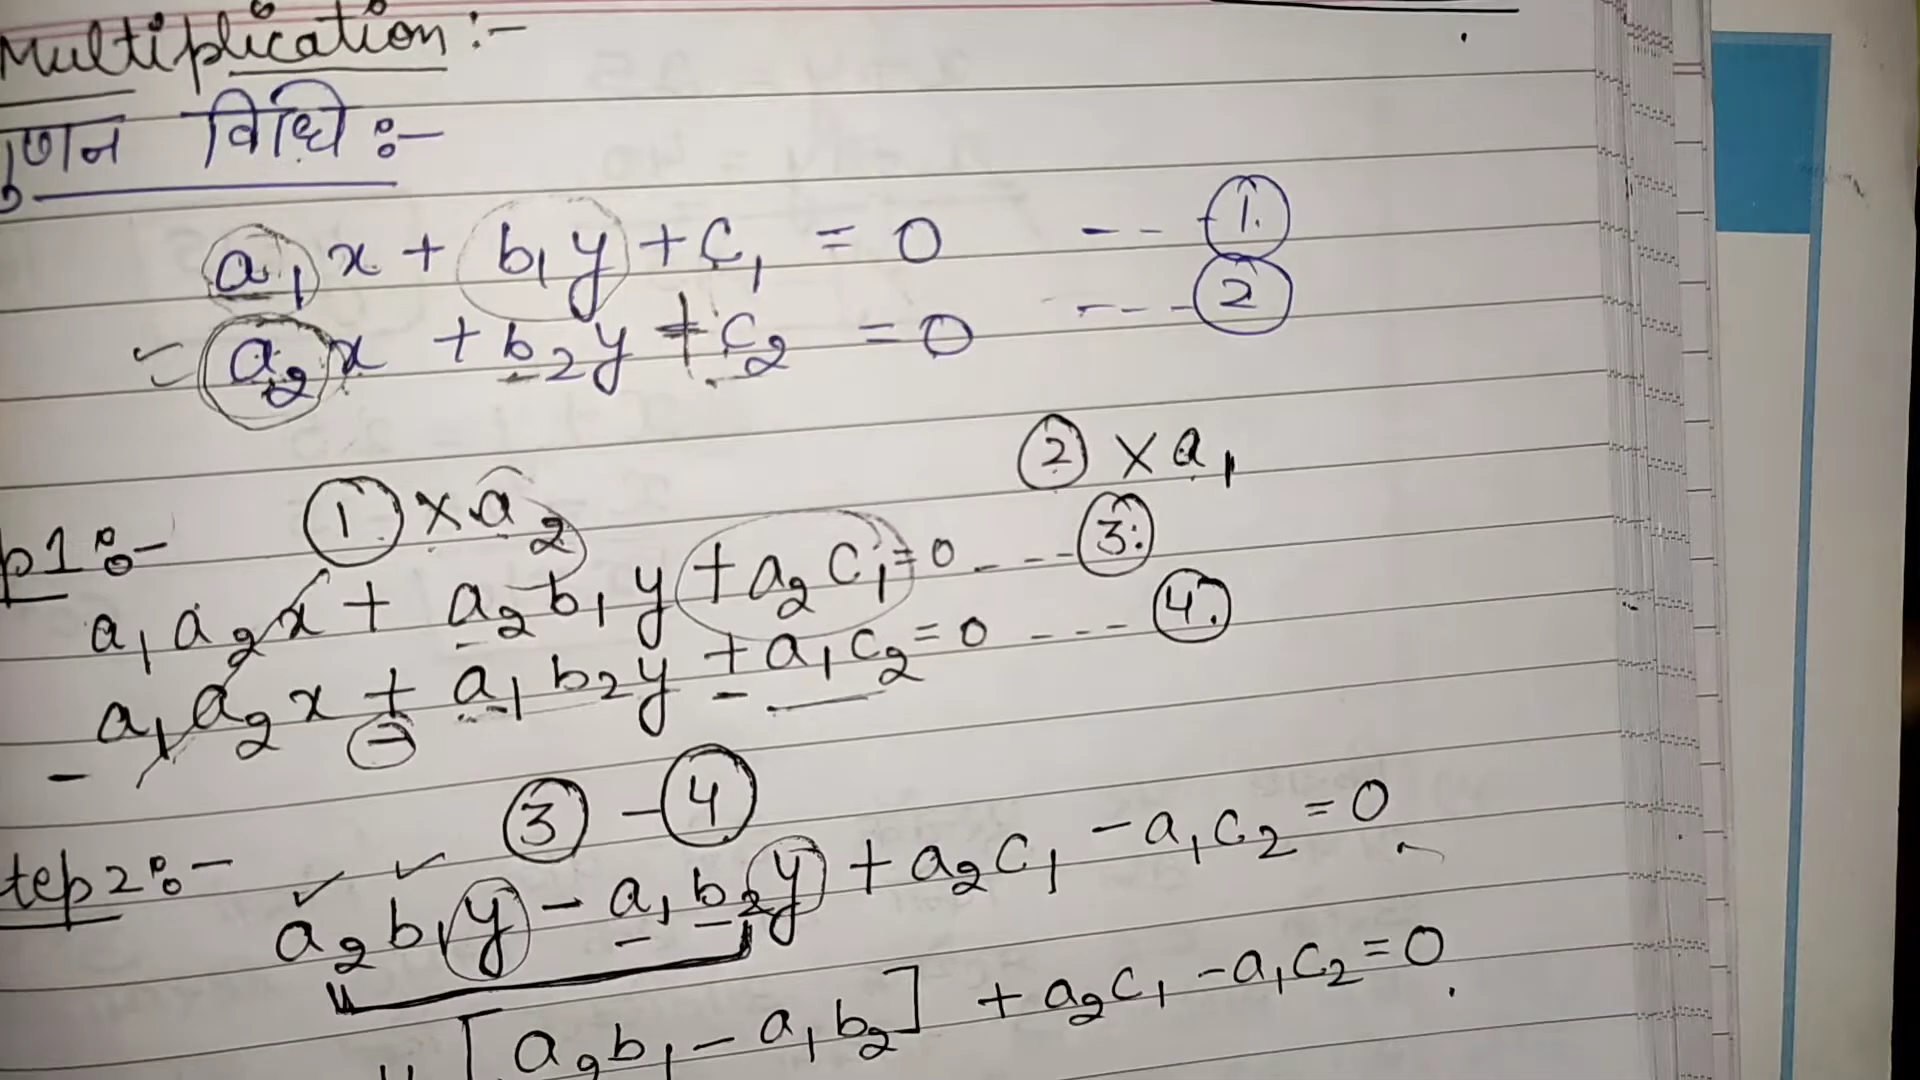 Multiplication :-
गुणन विधि :-
a₁x + b₁y + c₁ = 0 --- ①
a₂x + b₂y + c₂ = 0 --- ②
② × a₁
p1 :- ① × a₂
a₁a₂x + a₂b₁y + a₂c₁ = 0 --- ③
a₁a₂x + a₁b₂y + a₁c₂ = 0 --- ④
- (-) -
③ - ④
tep2 :-
a₂b₁y - a₁b₂y + a₂c₁ - a₁c₂ = 0
y [a₂b₁ - a₁b₂] + a₂c₁ - a₁c₂ = 0